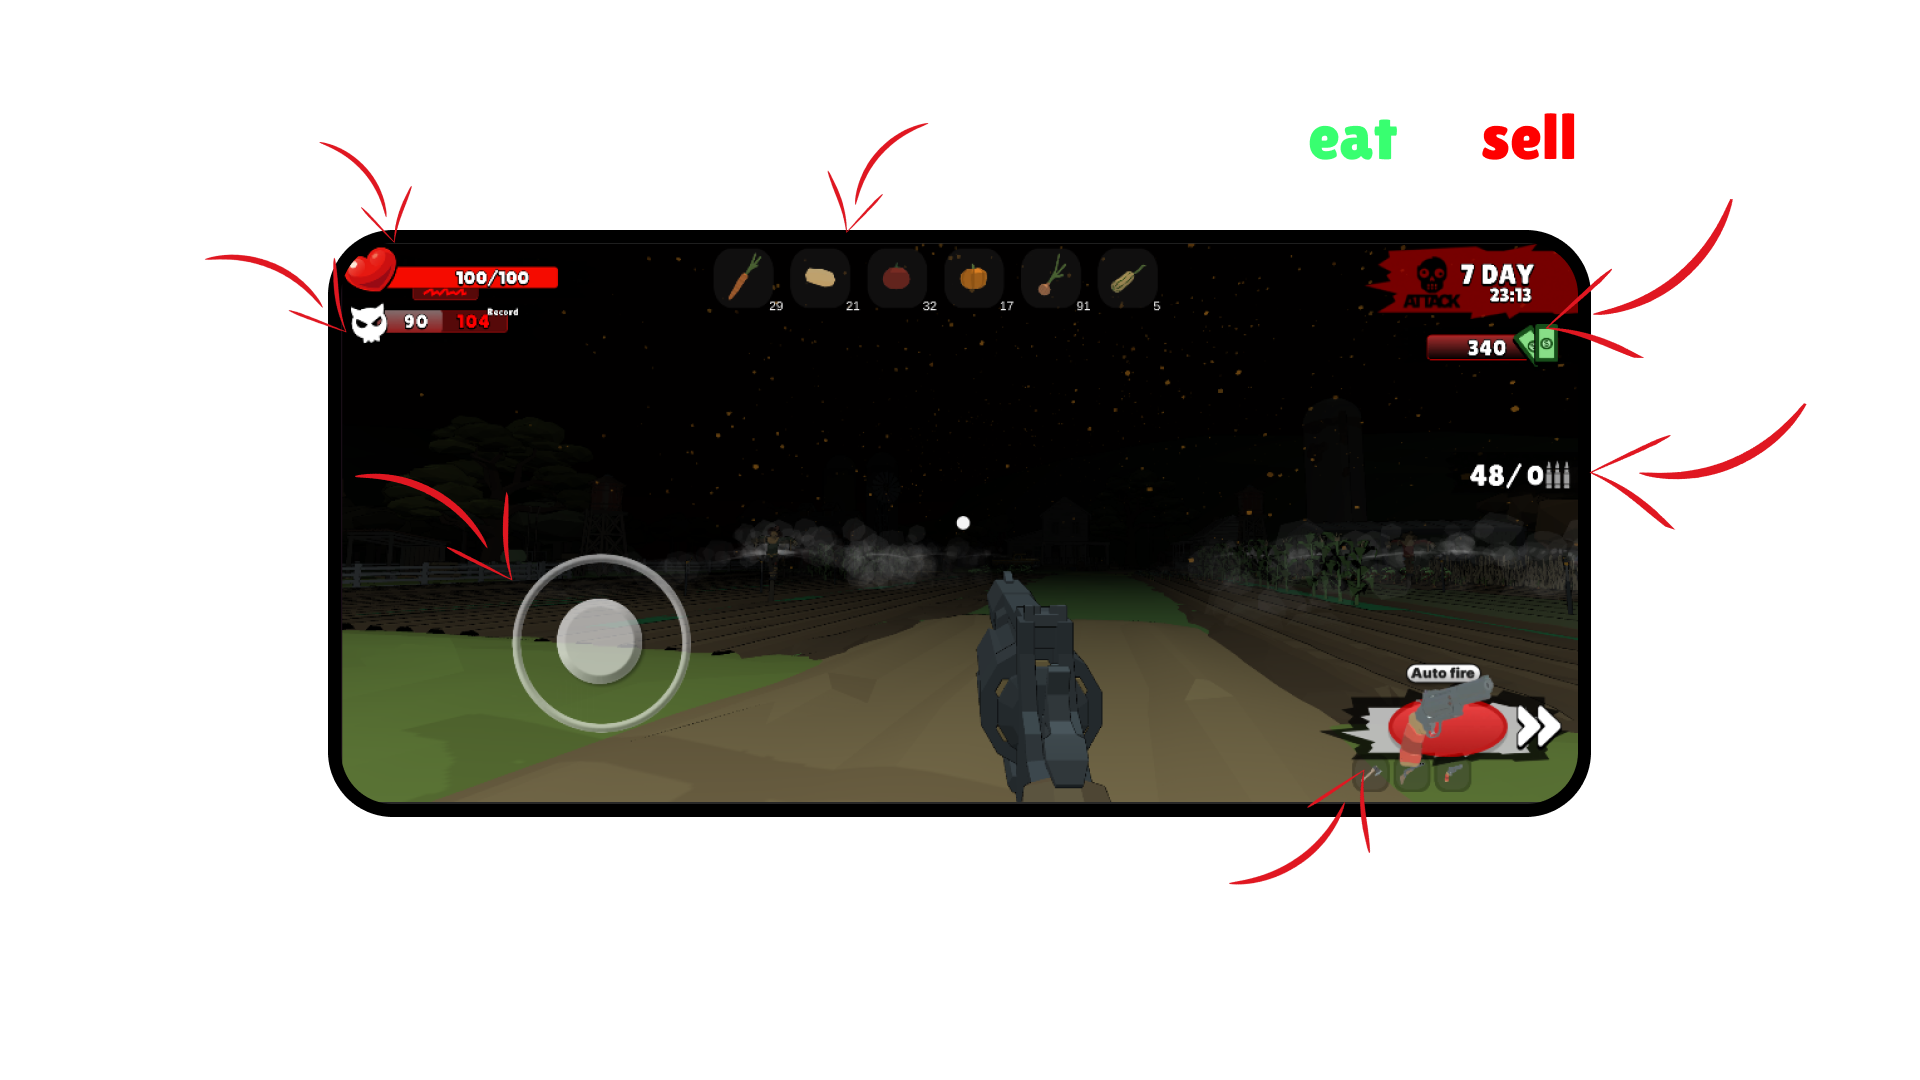 eat sell
100/100
90 104 Record
29 21 32 17 91 5
7 DAY
ATTACK 23:13
340
48/0
Auto fire